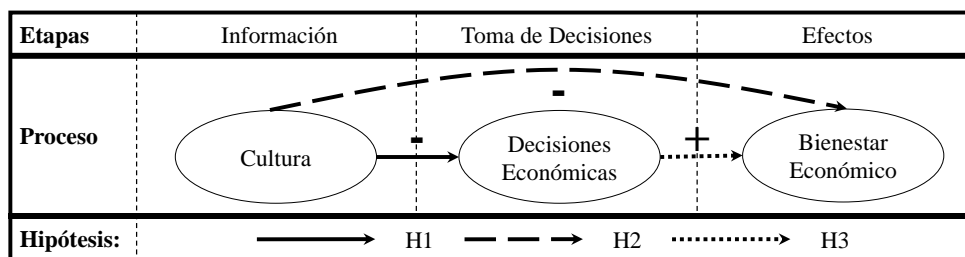 Etapas Información Toma de Decisiones Efectos
-
- +
Proceso Cultura Decisiones Económicas Bienestar Económico
Hipótesis: H1 H2 H3